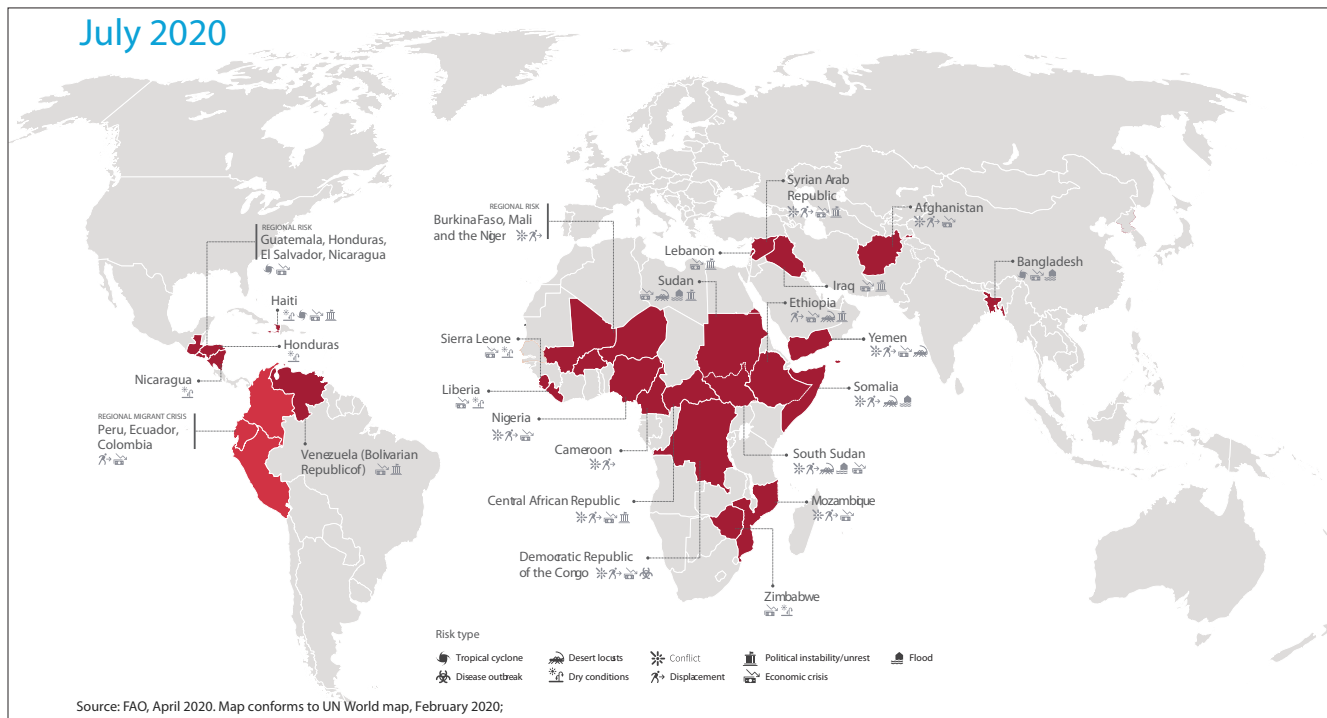 July 2020
REGIONAL RISK
Guatemala, Honduras,
El Salvador, Nicaragua
Haiti
Honduras
Nicaragua
REGIONAL MIGRANT CRISIS
Peru, Ecuador,
Colombia
Venezuela (Bolivarian
Republicof)
REGIONAL RISK
BurkinaFaso, Mali
and the Niger
Sierra Leone
Liberia
Nigeria
Cameroon
Central African Republic
Democratic Republic
of the Congo
Syrian Arab
Republic
Lebanon
Sudan
Afghanistan
Bangladesh
Iraq
Ethiopia
Yemen
Somalia
South Sudan
Mozambique
Zimbabwe
Risk type
Tropical cyclone
Desert locusts
Conflict
Political instability/unrest
Flood
Disease outbreak
Dry conditions
Displacement
Economic crisis
Source: FAO, April 2020. Map conforms to UN World map, February 2020;